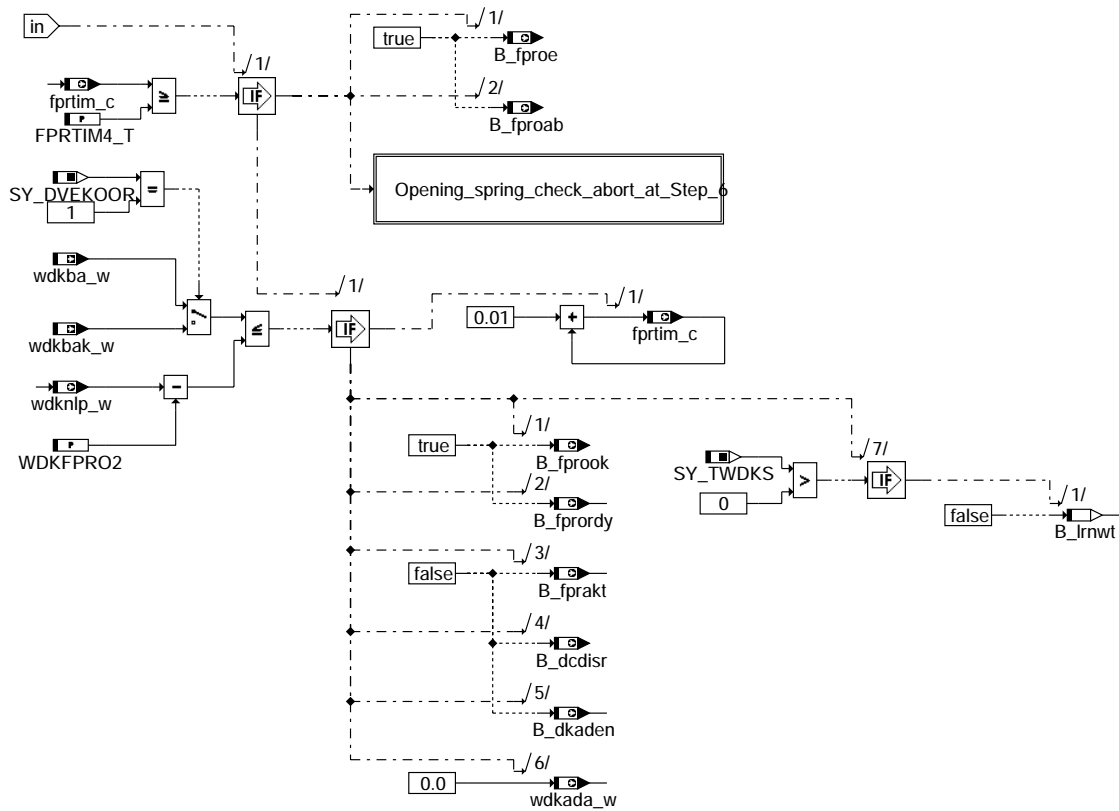 in
/1/
fprtim_c
FPRTIM4_T
P
≥
IF
/1/
true
B_fproe
/2/
B_fproab
Opening_spring_check_abort_at_Step_6
SY_DVEKOOR
1
=
wdkba_w
wdkbak_w
wdknlp_w
-
P
WDKFPRO2
≤
/1/
IF
/1/
0.01
+
fprtim_c
/1/
true
B_fprook
/2/
B_fprordy
/3/
false
B_fprakt
/4/
B_dcdisr
/5/
B_dkaden
/6/
0.0
wdkada_w
SY_TWDKS
0
>
/7/
IF
/1/
false
B_lrnwt